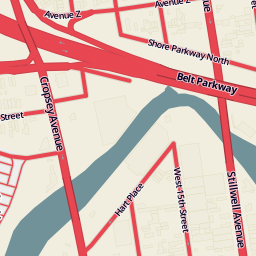 Avenue Z
Avenue Z
Shore Parkway North
Belt Parkway
Cropsey Avenue
Street
Hart Place
West 15th Street
Stillwell Avenue